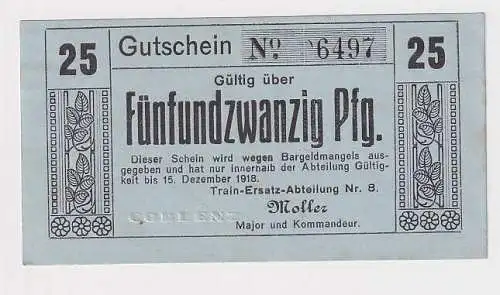 25 Gutschein No. 6497 25
Gültig über
Fünfundzwanzig Pfg.
Dieser Schein wird wegen Bargeldmangels aus-
gegeben und hat nur innerhalb der Abteilung Gültig-
keit bis 15. Dezember 1918.
Train-Ersatz-Abteilung Nr. 8.
COBLENZ
Moller
Major und Kommandeur.